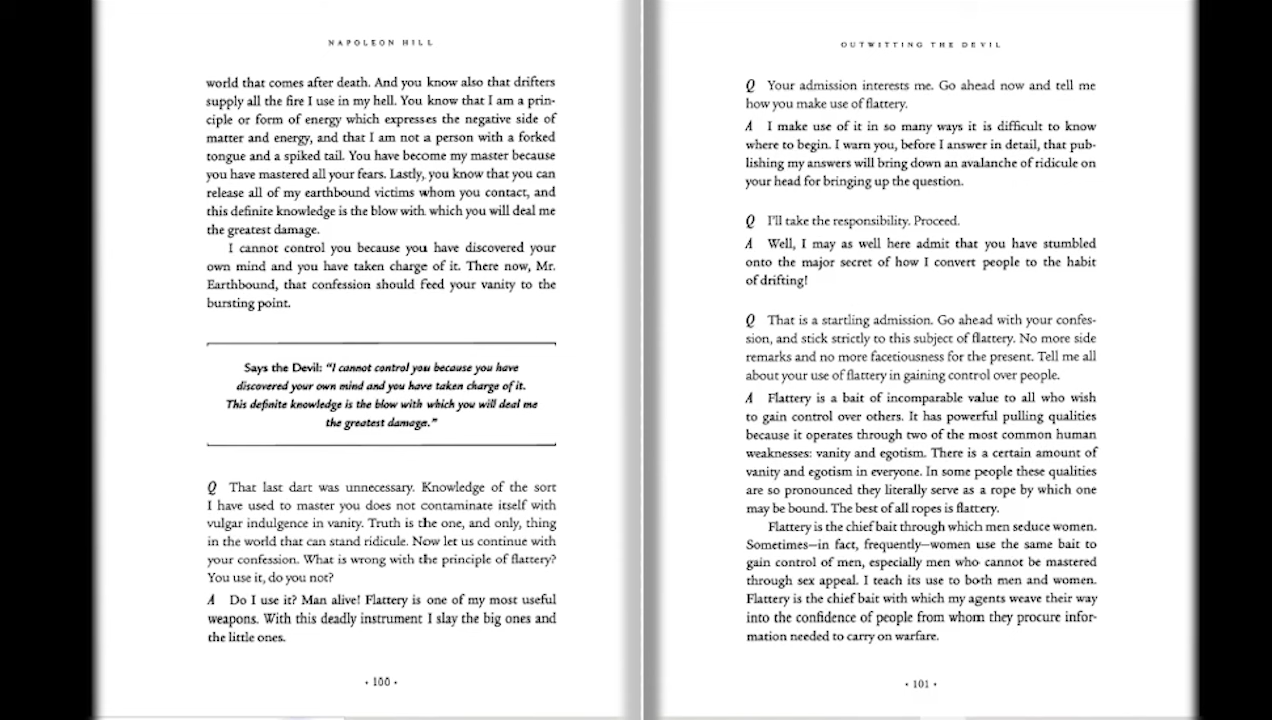 NAPOLEON HILL
world that comes after death. And you know also that drifters
supply all the fire I use in my hell. You know that I am a prin-
ciple or form of energy which expresses the negative side of
matter and energy, and that I am not a person with a forked
tongue and a spiked tail. You have become my master because
you have mastered all your fears. Lastly, you know that you can
release all of my earthbound victims whom you contact, and
this definite knowledge is the blow with which you will deal me
the greatest damage.
I cannot control you because you have discovered your
own mind and you have taken charge of it. There now, Mr.
Earthbound, that confession should feed your vanity to the
bursting point.
Says the Devil: "I cannot control you because you have
discovered your own mind and you have taken charge of it.
This definite knowledge is the blow with which you will deal me
the greatest damage."
Q That last dart was unnecessary. Knowledge of the sort
I have used to master you does not contaminate itself with
vulgar indulgence in vanity. Truth is the one, and only, thing
in the world that can stand ridicule. Now let us continue with
your confession. What is wrong with the principle of flattery?
You use it, do you not?
A Do I use it? Man alive! Flattery is one of my most useful
weapons. With this deadly instrument I slay the big ones and
the little ones.
• 100 •
OUTWITTING THE DEVIL
Q Your admission interests me. Go ahead now and tell me
how you make use of flattery.
A I make use of it in so many ways it is difficult to know
where to begin. I warn you, before I answer in detail, that pub-
lishing my answers will bring down an avalanche of ridicule on
your head for bringing up the question.
Q I'll take the responsibility. Proceed.
A Well, I may as well here admit that you have stumbled
onto the major secret of how I convert people to the habit
of drifting!
Q That is a startling admission. Go ahead with your confes-
sion, and stick strictly to this subject of flattery. No more side
remarks and no more facetiousness for the present. Tell me all
about your use of flattery in gaining control over people.
A Flattery is a bait of incomparable value to all who wish
to gain control over others. It has powerful pulling qualities
because it operates through two of the most common human
weaknesses: vanity and egotism. There is a certain amount of
vanity and egotism in everyone. In some people these qualities
are so pronounced they literally serve as a rope by which one
may be bound. The best of all ropes is flattery.
Flattery is the chief bait through which men seduce women.
Sometimes—in fact, frequently—women use the same bait to
gain control of men, especially men who cannot be mastered
through sex appeal. I teach its use to both men and women.
Flattery is the chief bait with which my agents weave their way
into the confidence of people from whom they procure infor-
mation needed to carry on warfare.
• 101 •